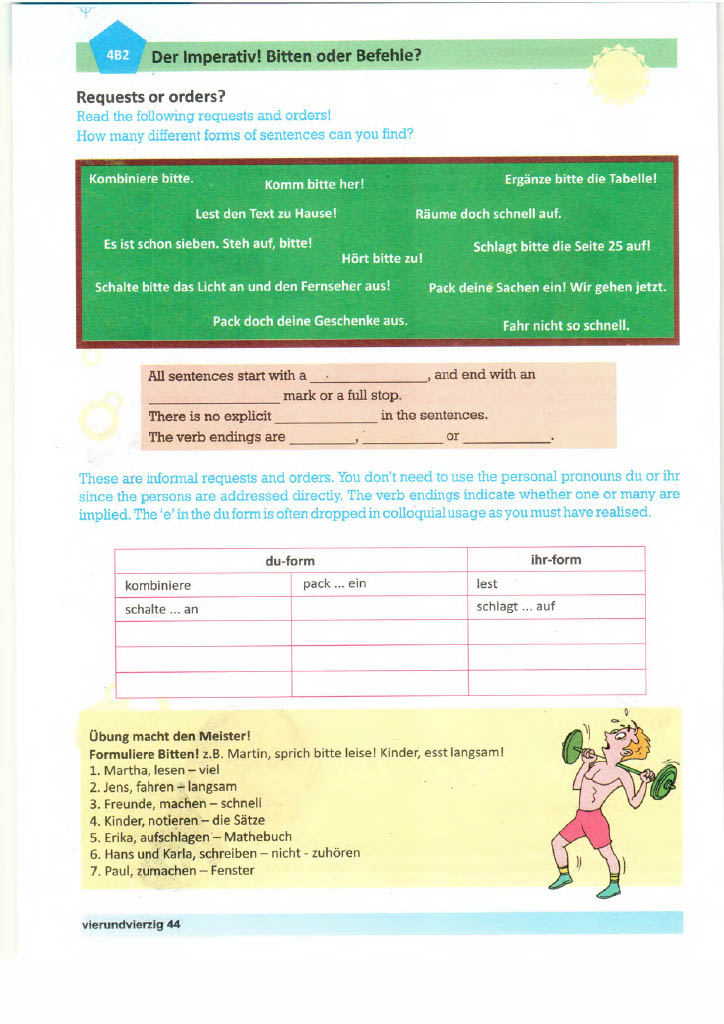 4B2
Der Imperativ! Bitten oder Befehle?
Requests or orders?
Read the following requests and orders!
How many different forms of sentences can you find?
Kombiniere bitte.
Komm bitte her!
Ergänze bitte die Tabelle!
Lest den Text zu Hause!
Räume doch schnell auf.
Es ist schon sieben. Steh auf, bitte!
Hört bitte zu!
Schlagt bitte die Seite 25 auf!
Schalte bitte das Licht an und den Fernseher aus!
Pack deine Sachen ein! Wir gehen jetzt.
Pack doch deine Geschenke aus.
Fahr nicht so schnell.
All sentences start with a ______________, and end with an
________________ mark or a full stop.
There is no explicit _____________ in the sentences.
The verb endings are ________, __________ or ___________.
These are informal requests and orders. You don't need to use the personal pronouns du or ihr
since the persons are addressed directly. The verb endings indicate whether one or many are
implied. The 'e' in the du form is often dropped in colloquial usage as you must have realised.
du-form ihr-form
kombiniere pack ... ein lest
schalte ... an schlagt ... auf
Übung macht den Meister!
Formuliere Bitten! z.B. Martin, sprich bitte leise! Kinder, esst langsam!
1. Martha, lesen – viel
2. Jens, fahren – langsam
3. Freunde, machen – schnell
4. Kinder, notieren – die Sätze
5. Erika, aufschlagen – Mathebuch
6. Hans und Karla, schreiben – nicht - zuhören
7. Paul, zumachen – Fenster
vierundvierzig 44